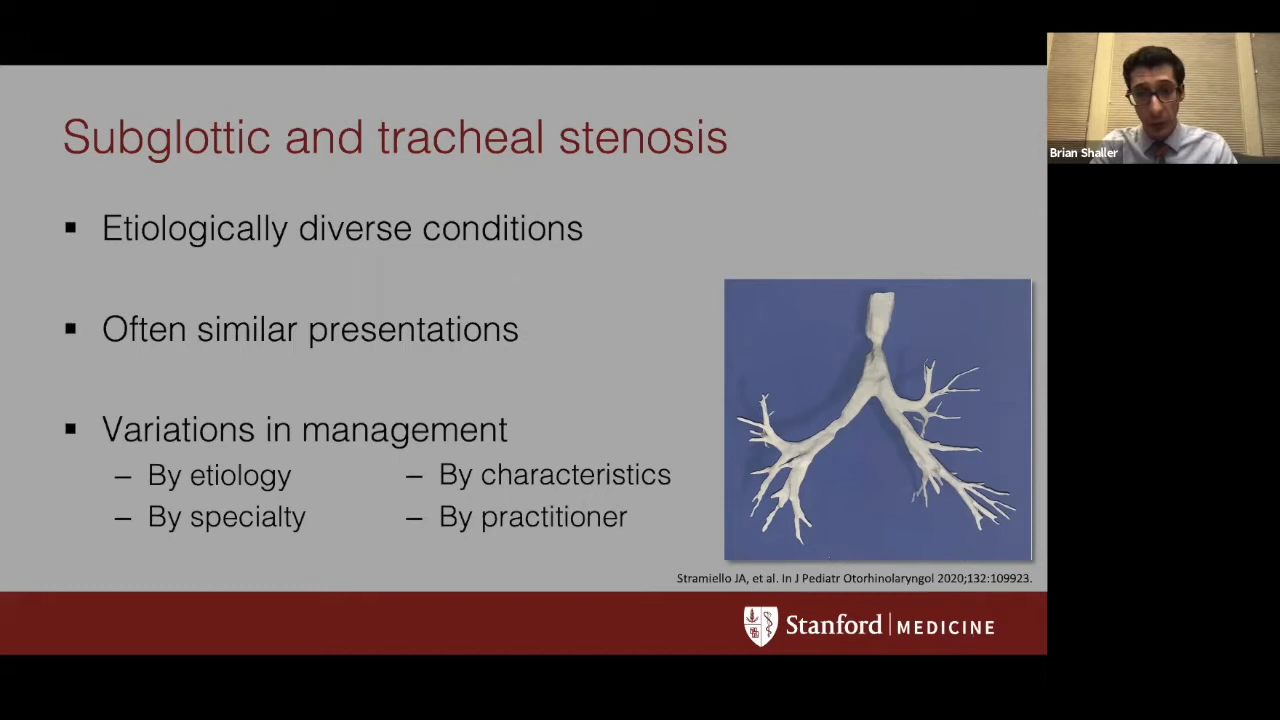 Subglottic and tracheal stenosis
▪ Etiologically diverse conditions
▪ Often similar presentations
▪ Variations in management
– By etiology
– By characteristics
– By specialty
– By practitioner
Stramiello JA, et al. In J Pediatr Otorhinolaryngol 2020;132:109923.
Stanford MEDICINE
Brian Shaller